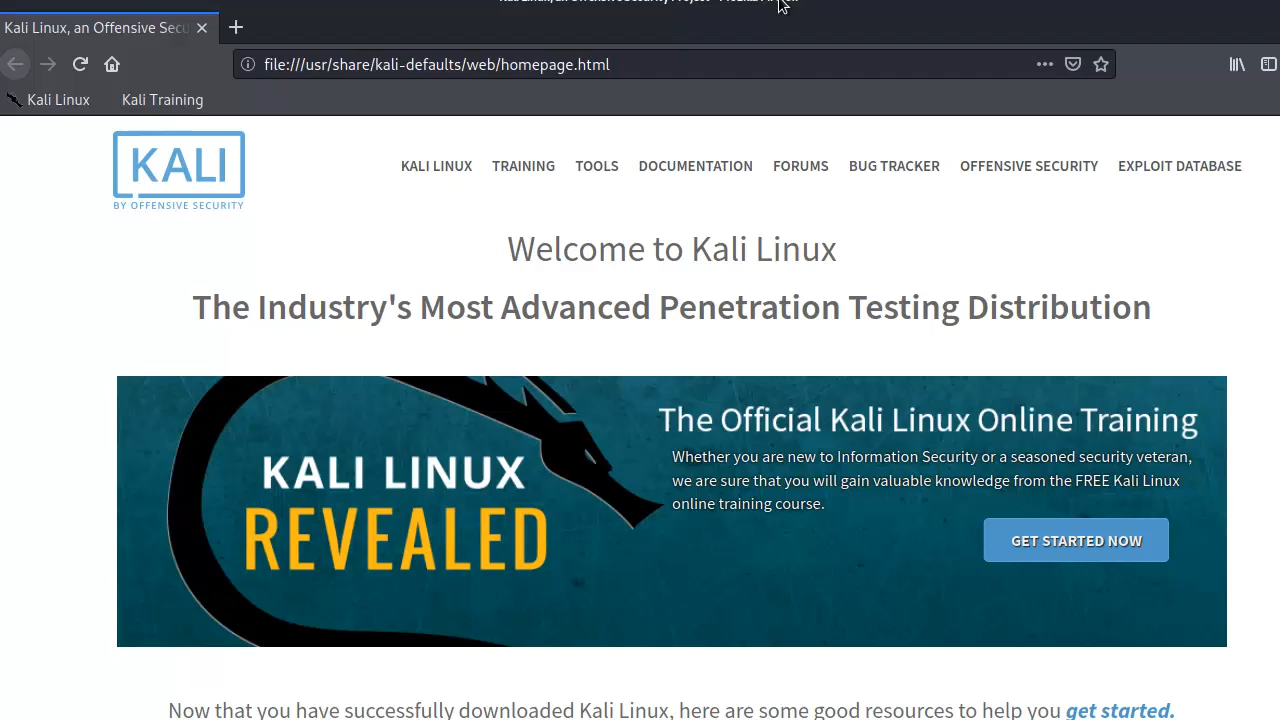 Kali Linux, an Offensive Secu
file:///usr/share/kali-defaults/web/homepage.html
Kali Linux
Kali Training
KALI
BY OFFENSIVE SECURITY
KALI LINUX TRAINING TOOLS DOCUMENTATION FORUMS BUG TRACKER OFFENSIVE SECURITY EXPLOIT DATABASE
Welcome to Kali Linux
The Industry's Most Advanced Penetration Testing Distribution
KALI LINUX
REVEALED
The Official Kali Linux Online Training
Whether you are new to Information Security or a seasoned security veteran,
we are sure that you will gain valuable knowledge from the FREE Kali Linux
online training course.
GET STARTED NOW
Now that you have successfully downloaded Kali Linux, here are some good resources to help you get started.